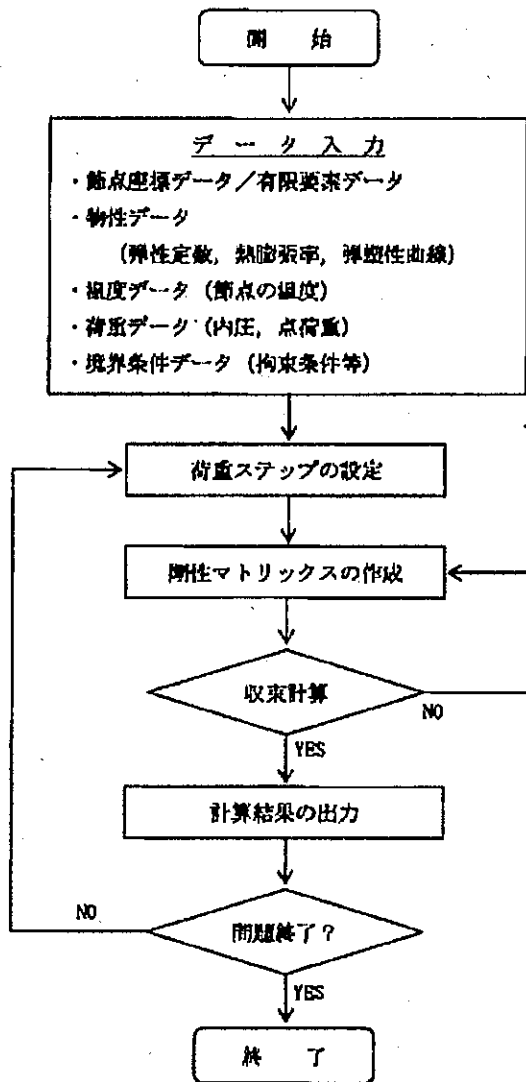 開 始
データ入力
・節点座標データ／有限要素データ
・物性データ
(弾性定数, 熱膨張率, 弾塑性曲線)
・温度データ (節点の温度)
・荷重データ (内圧, 点荷重)
・境界条件データ (拘束条件等)
荷重ステップの設定
剛性マトリックスの作成
収束計算
NO
YES
計算結果の出力
NO
問題終了？
YES
終 了